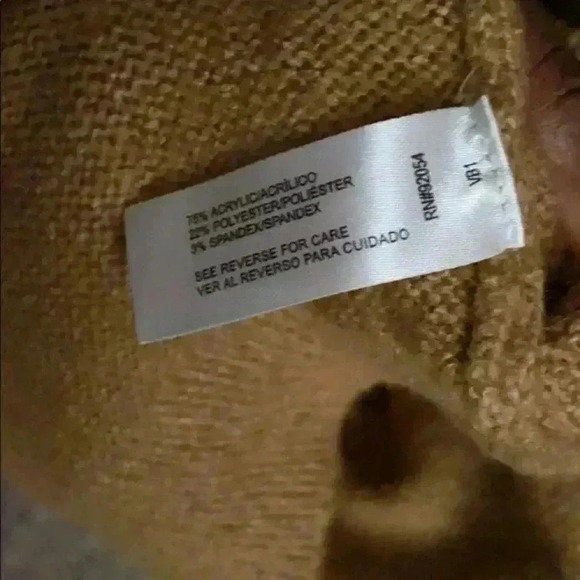 75% ACRYLIC/ACRÍLICO
22% POLYESTER/POLIÉSTER
3% SPANDEX/SPANDEX
SEE REVERSE FOR CARE
VER AL REVERSO PARA CUIDADO
RN#92054
VB1